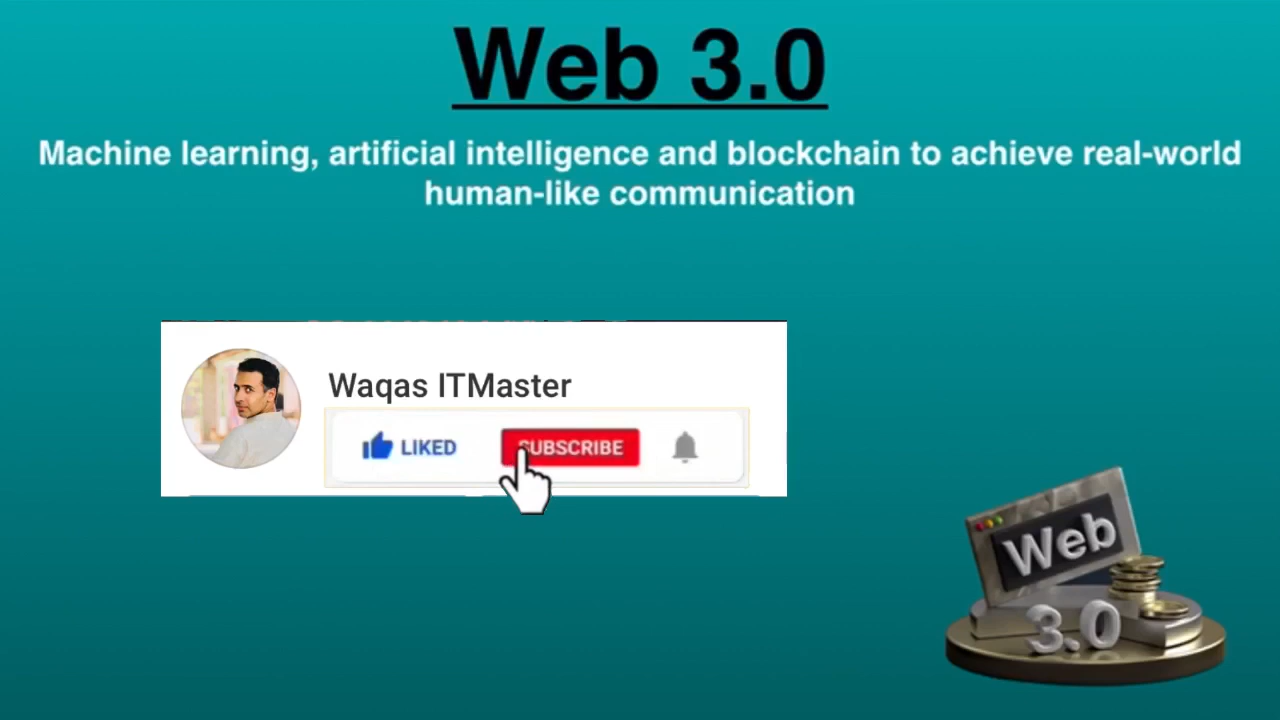 Web 3.0
Machine learning, artificial intelligence and blockchain to achieve real-world
human-like communication
Waqas ITMaster
LIKED SUBSCRIBE
Web
3.0